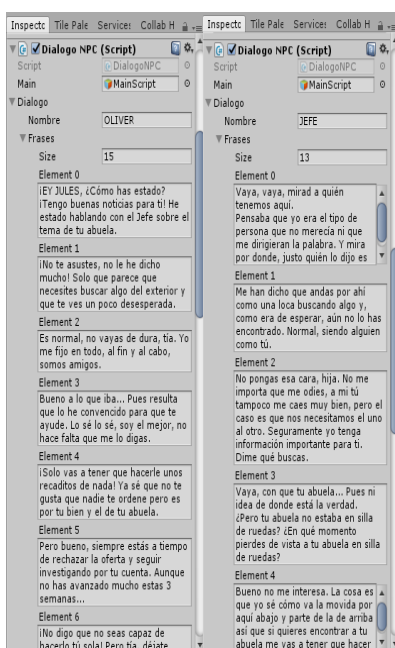 Inspecto Tile Pale Services Collab H
Dialogo NPC (Script)
Script DialogoNPC
Main MainScript
Dialogo
Nombre OLIVER
Frases
Size 15
Element 0
¡EY JULES, ¿Cómo has estado?
¡Tengo buenas noticias para ti! He
estado hablando con el Jefe sobre el
tema de tu abuela.
Element 1
¡No te asustes, no le he dicho
mucho! Solo que parece que
necesites buscar algo del exterior y
que te ves un poco desesperada.
Element 2
Es normal, no vayas de dura, tía. Yo
me fijo en todo, al fin y al cabo,
somos amigos.
Element 3
Bueno a lo que iba... Pues resulta
que lo he convencido para que te
ayude. Lo sé lo sé, soy el mejor, no
hace falta que me lo digas.
Element 4
¡Solo vas a tener que hacerle unos
recaditos de nada! Ya sé que no te
gusta que nadie te ordene pero es
por tu bien y el de tu abuela.
Element 5
Pero bueno, siempre estás a tiempo
de rechazar la oferta y seguir
investigando por tu cuenta. Aunque
no has avanzado mucho estas 3
semanas...
Element 6
¡No digo que no seas capaz de
hacerlo tú sola! Pero tía, déjate
Inspecto Tile Pale Services Collab H
Dialogo NPC (Script)
Script DialogoNPC
Main MainScript
Dialogo
Nombre JEFE
Frases
Size 13
Element 0
Vaya, vaya, mirad a quién
tenemos aquí.
Pensaba que yo era el tipo de
persona que no merecía ni que
me dirigieran la palabra. Y mira
por donde, justo quién lo dijo es
Element 1
Me han dicho que andas por ahí
como una loca buscando algo y,
como era de esperar, aún no lo has
encontrado. Normal, siendo alguien
como tú.
Element 2
No pongas esa cara, hija. No me
importa que me odies, a mí tú
tampoco me caes muy bien, pero el
caso es que nos necesitamos el uno
al otro. Seguramente yo tenga
información importante para ti.
Dime qué buscas.
Element 3
Vaya, con que tu abuela... Pues ni
idea de donde está la verdad.
¿Pero tu abuela no estaba en silla
de ruedas? ¿En qué momento
pierdes de vista a tu abuela en silla
de ruedas?
Element 4
Bueno no me interesa. La cosa es
que yo sé cómo va la movida por
aquí abajo y parte de la de arriba
así que si quieres encontrar a tu
abuela me vas a tener que hacer